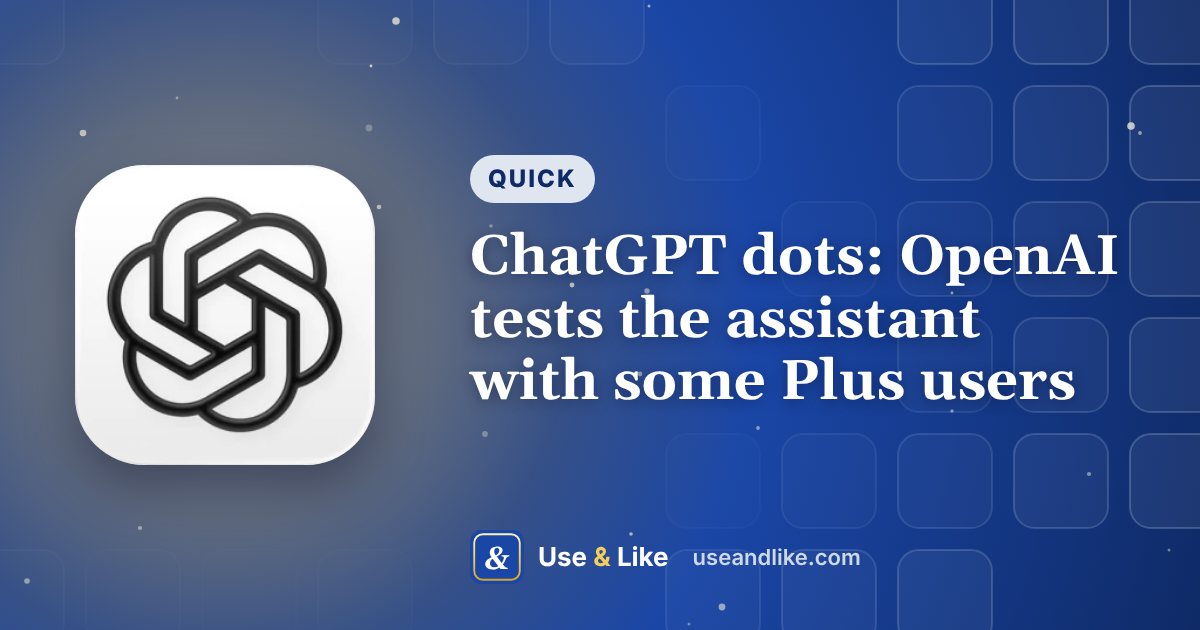 QUICK
ChatGPT dots: OpenAI
tests the assistant
with some Plus users
& Use & Like useandlike.com